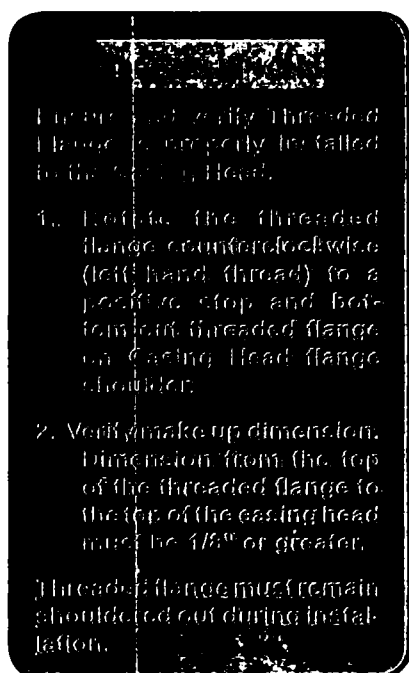 Ensure and verify Threaded
Flange is properly installed
to the Casing Head.
1. Rotate the threaded
flange counterclockwise
(left hand thread) to a
positive stop and bot-
tom out threaded flange
on Casing Head flange
shoulder.
2. Verify make up dimension.
Dimension from the top
of the threaded flange to
the top of the casing head
must be 1/8" or greater.
Threaded flange must remain
shouldered out during instal-
lation.